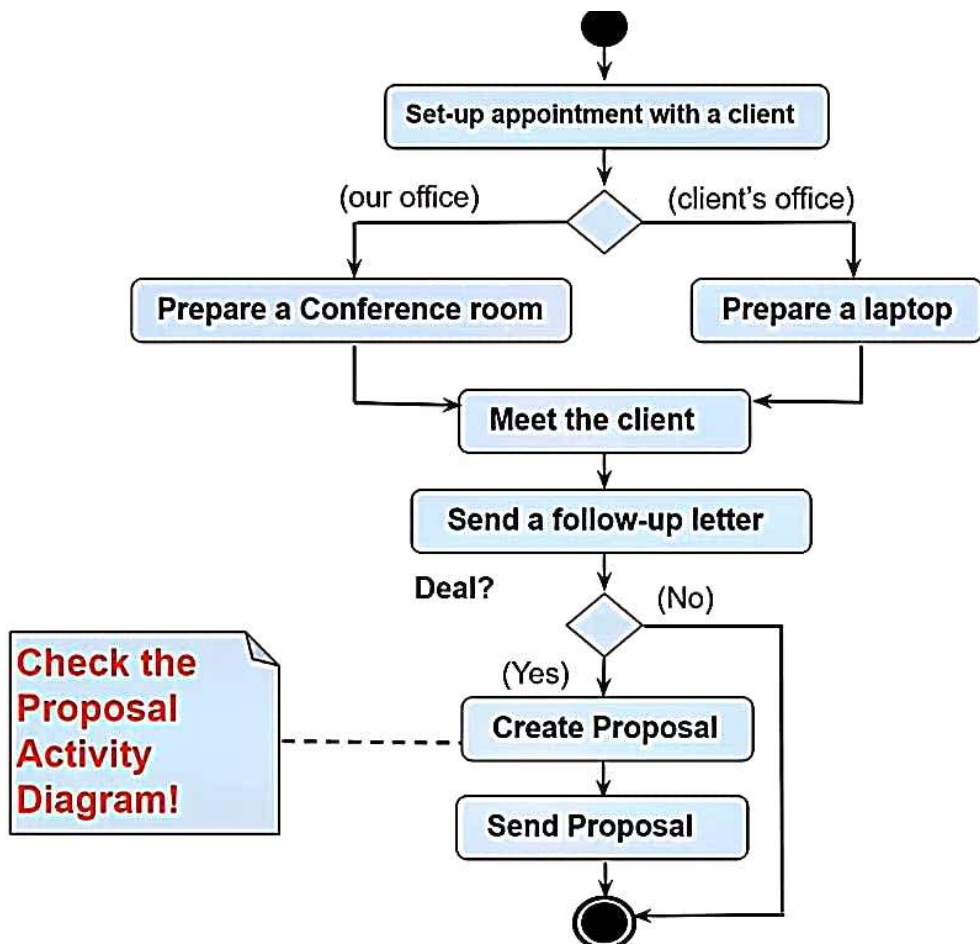 Set-up appointment with a client
(our office)
(client's office)
Prepare a Conference room
Prepare a laptop
Meet the client
Send a follow-up letter
Deal?
(No)
(Yes)
Check the
Proposal
Activity
Diagram!
Create Proposal
Send Proposal